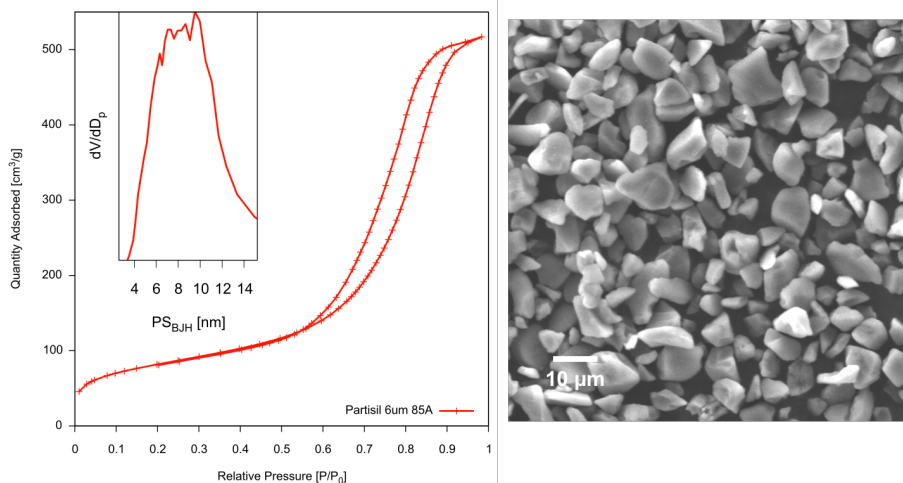 500
400
300
200
100
0
Quantity Adsorbed [cm³/g]
0
0.1
0.2
0.3
0.4
0.5
0.6
0.7
0.8
0.9
1
Relative Pressure [P/P₀]
dV/dDₚ
4 6 8 10 12 14
PS_BJH [nm]
Partisil 6um 85A
10 µm